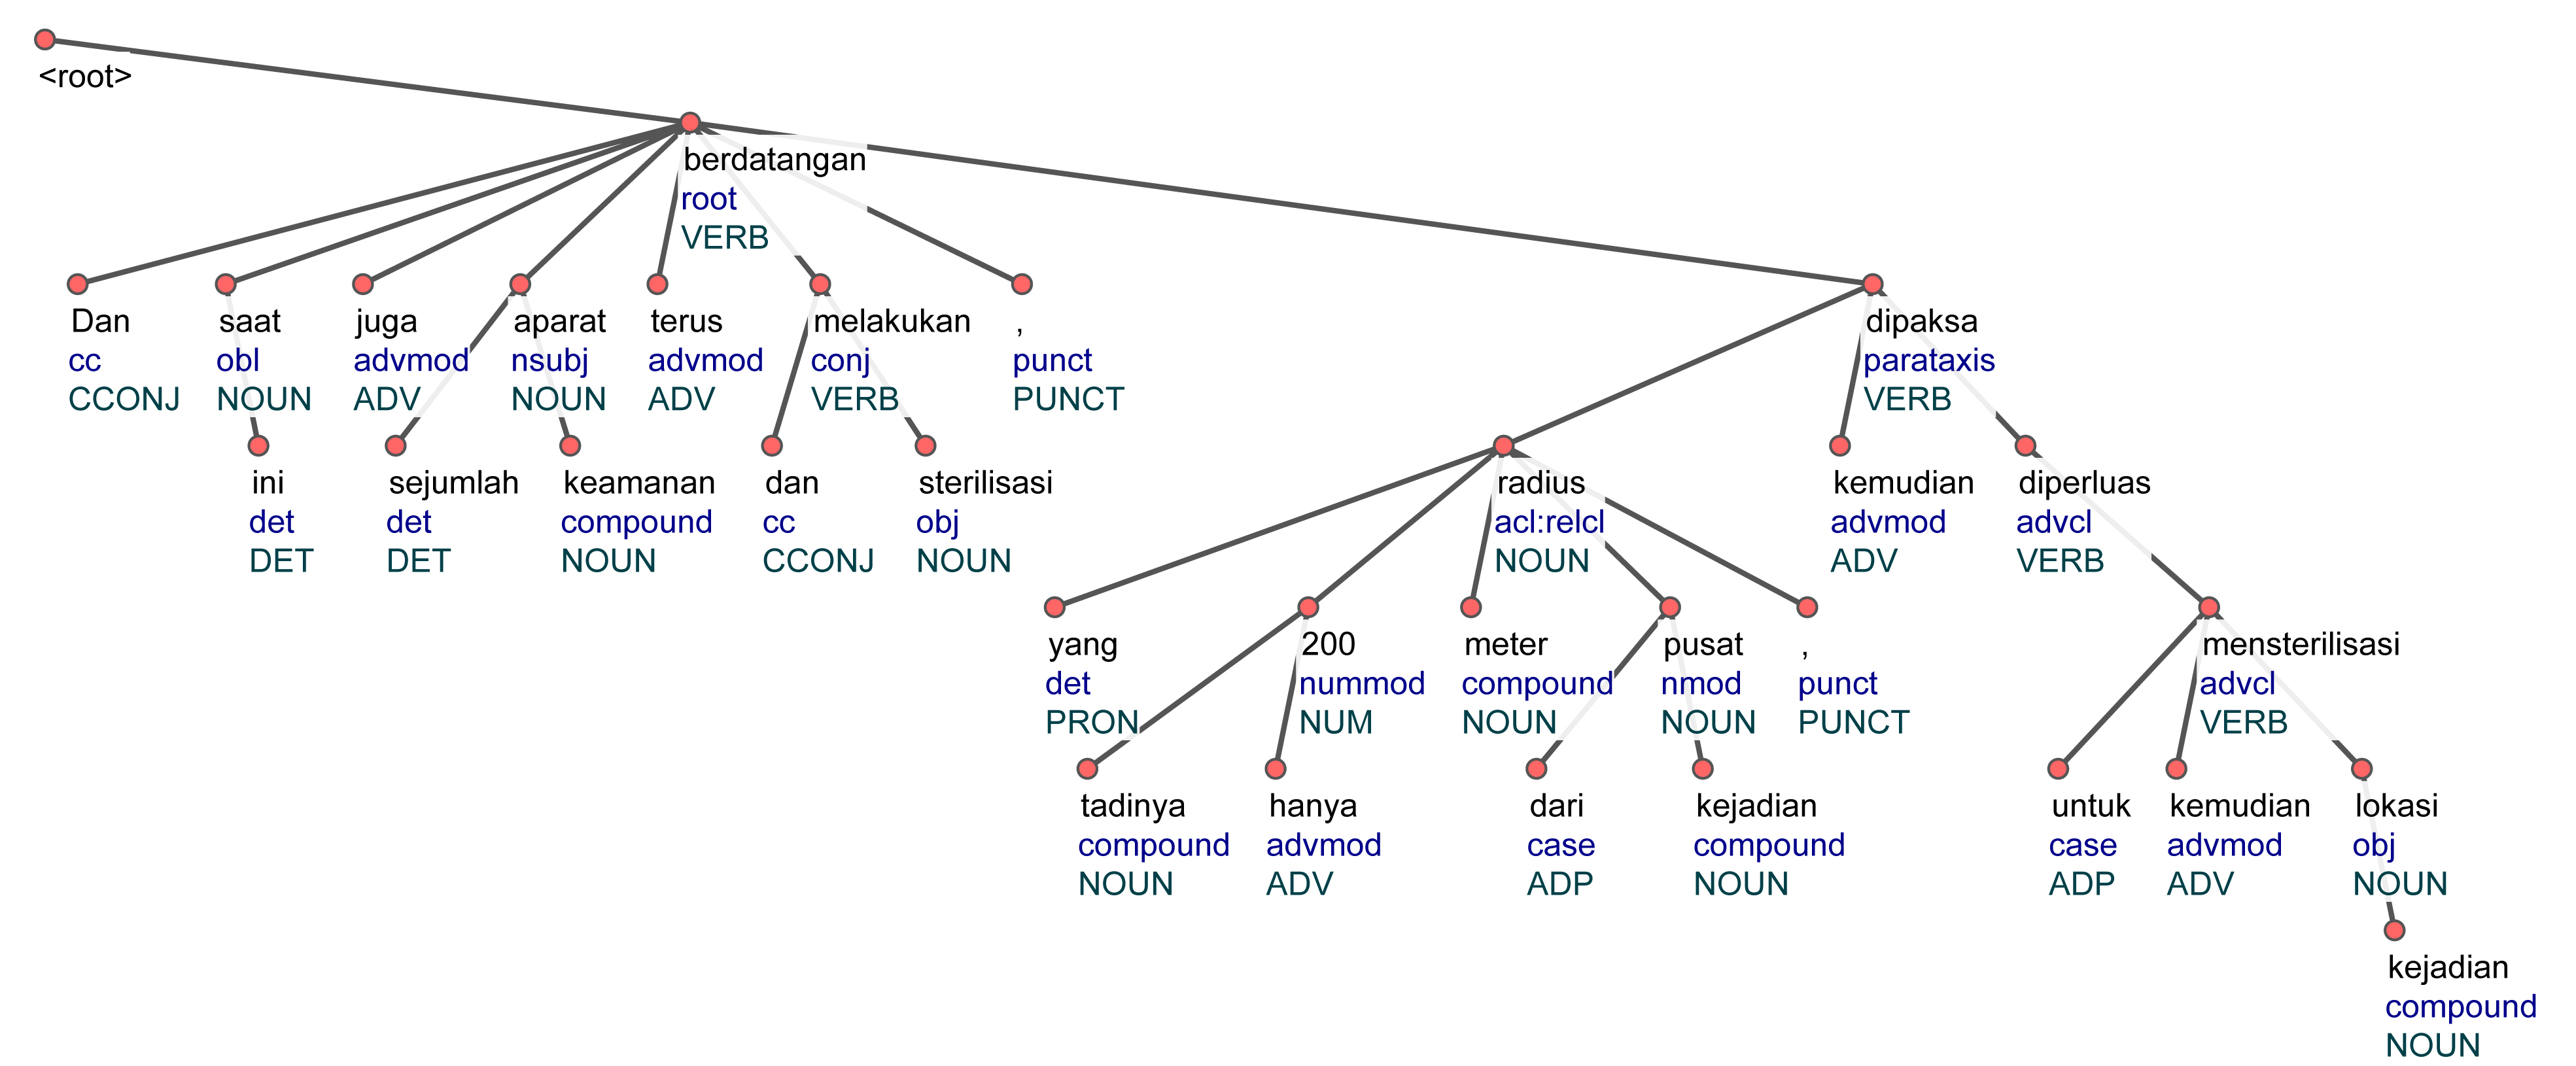 <root>
berdatangan
root
VERB
Dan
cc
CCONJ
saat
obl
NOUN
juga
advmod
ADV
aparat
nsubj
NOUN
terus
advmod
ADV
melakukan
conj
VERB
,
punct
PUNCT
dipaksa
parataxis
VERB
ini
det
DET
sejumlah
det
DET
keamanan
compound
NOUN
dan
cc
CCONJ
sterilisasi
obj
NOUN
radius
acl:relcl
NOUN
kemudian
advmod
ADV
diperluas
advcl
VERB
yang
det
PRON
200
nummod
NUM
meter
compound
NOUN
pusat
nmod
NOUN
,
punct
PUNCT
mensterilisasi
advcl
VERB
tadinya
compound
NOUN
hanya
advmod
ADV
dari
case
ADP
kejadian
compound
NOUN
untuk
case
ADP
kemudian
advmod
ADV
lokasi
obj
NOUN
kejadian
compound
NOUN